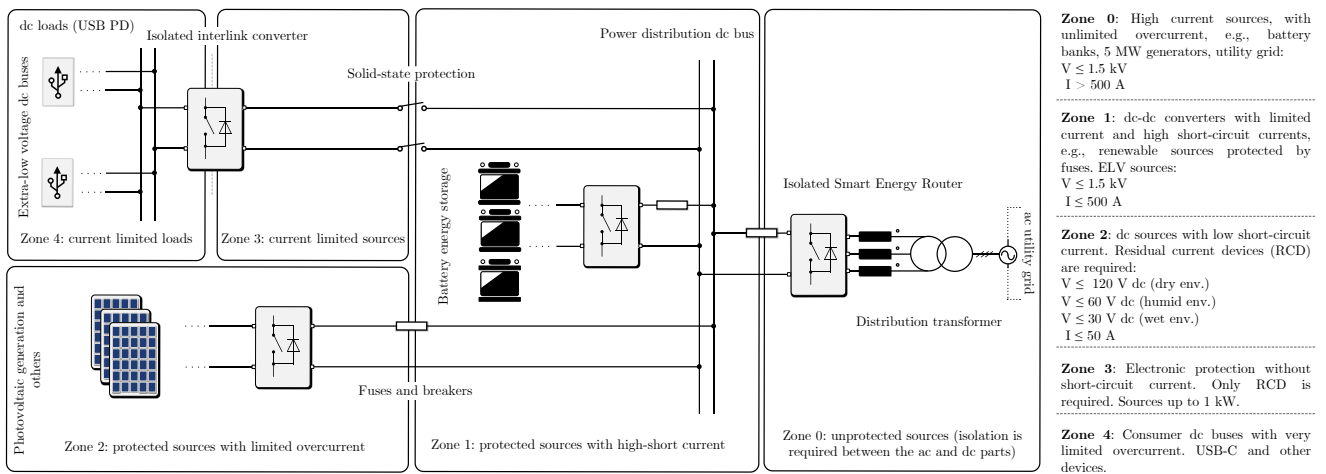 dc loads (USB PD)
Isolated interlink converter
Extra-low voltage dc buses
Zone 4: current limited loads
Zone 3: current limited sources
Solid-state protection
Power distribution dc bus
Battery energy storage
Isolated Smart Energy Router
ac utility grid
Distribution transformer
Photovoltaic generation and
others
Fuses and breakers
Zone 2: protected sources with limited overcurrent
Zone 1: protected sources with high-short current
Zone 0: unprotected sources (isolation is
required between the ac and dc parts)
Zone 0: High current sources, with
unlimited overcurrent, e.g., battery
banks, 5 MW generators, utility grid:
V ≤ 1.5 kV
I > 500 A
Zone 1: dc-dc converters with limited
current and high short-circuit currents,
e.g., renewable sources protected by
fuses. ELV sources:
V ≤ 1.5 kV
I ≤ 500 A
Zone 2: dc sources with low short-circuit
current. Residual current devices (RCD)
are required:
V ≤ 120 V dc (dry env.)
V ≤ 60 V dc (humid env.)
V ≤ 30 V dc (wet env.)
I ≤ 50 A
Zone 3: Electronic protection without
short-circuit current. Only RCD is
required. Sources up to 1 kW.
Zone 4: Consumer dc buses with very
limited overcurrent. USB-C and other
devices.